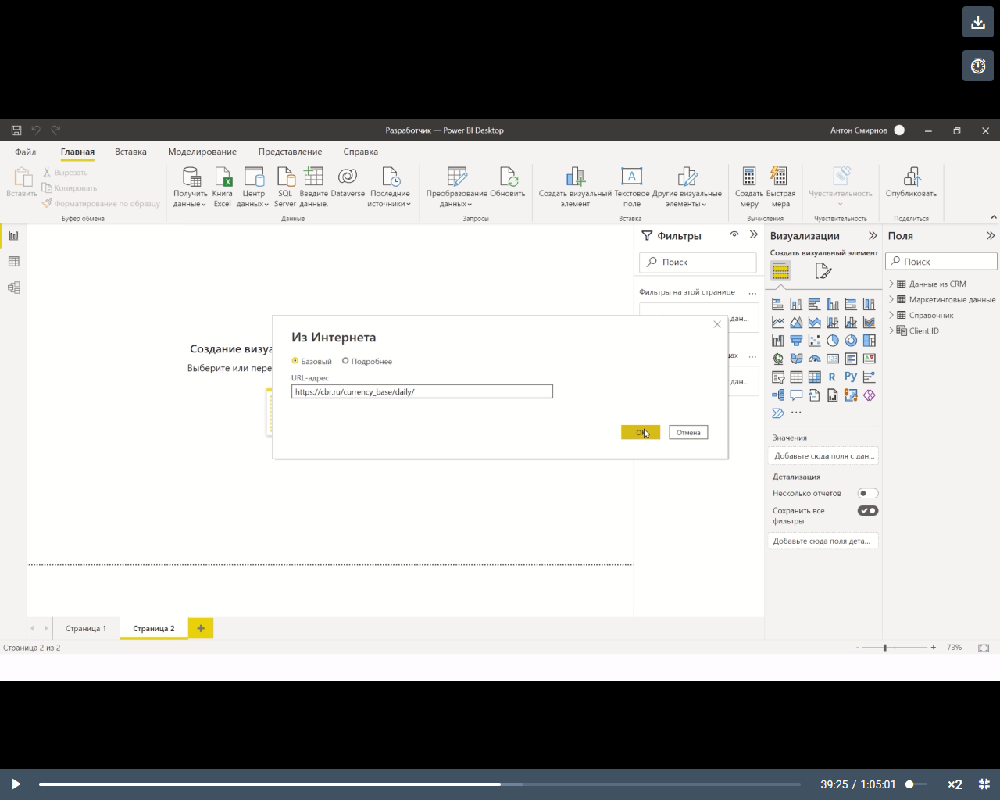 Разработчик — Power BI Desktop
Антон Смирнов
Файл
Главная
Вставка
Моделирование
Представление
Справка
Вставить
Вырезать
Копировать
Форматирование по образцу
Буфер обмена
Получить данные
Книга Excel
Центр данных
SQL Server
Введите данные.
Dataverse
Последние источники
Данные
Преобразование данных
Обновить
Запросы
Создать визуальный элемент
Текстовое поле
Другие визуальные элементы
Вставка
Создать меру
Быстрая мера
Вычисления
Чувствительность
Чувствительность
Опубликовать
Поделиться
Создание визуа
Выберите или пере
Из Интернета
Базовый
Подробнее
URL-адрес
https://cbr.ru/currency_base/daily/
ОК
Отмена
Фильтры
Поиск
Фильтры на этой странице
...
дан...
цах
...
дан...
Визуализации
Создать визуальный элемент
123
R
Py
...
Значения
Добавьте сюда поля с дан...
Детализация
Несколько отчетов
Сохранить все
фильтры
Добавьте сюда поля дета...
Поля
Поиск
Данные из CRM
Маркетинговые данные
Справочник
Client ID
Страница 1
Страница 2
+
Страница 2 из 2
- + 73%
39:25 / 1:05:01
×2